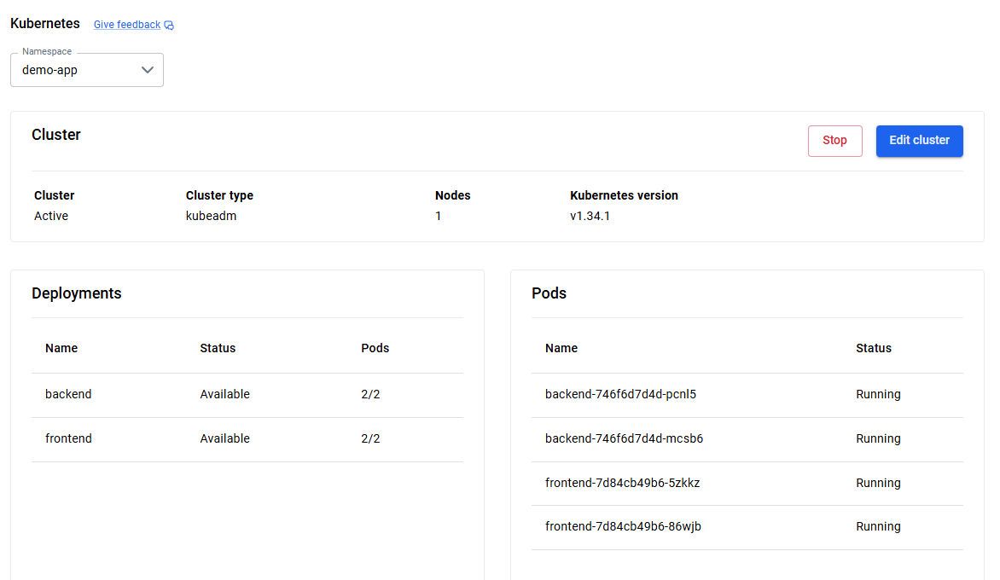 Kubernetes Give feedback
Namespace
demo-app
Cluster
Stop
Edit cluster
Cluster Cluster type Nodes Kubernetes version
Active kubeadm 1 v1.34.1
Deployments
Name Status Pods
backend Available 2/2
frontend Available 2/2
Pods
Name Status
backend-746f6d7d4d-pcnl5 Running
backend-746f6d7d4d-mcsb6 Running
frontend-7d84cb49b6-5zkkz Running
frontend-7d84cb49b6-86wjb Running